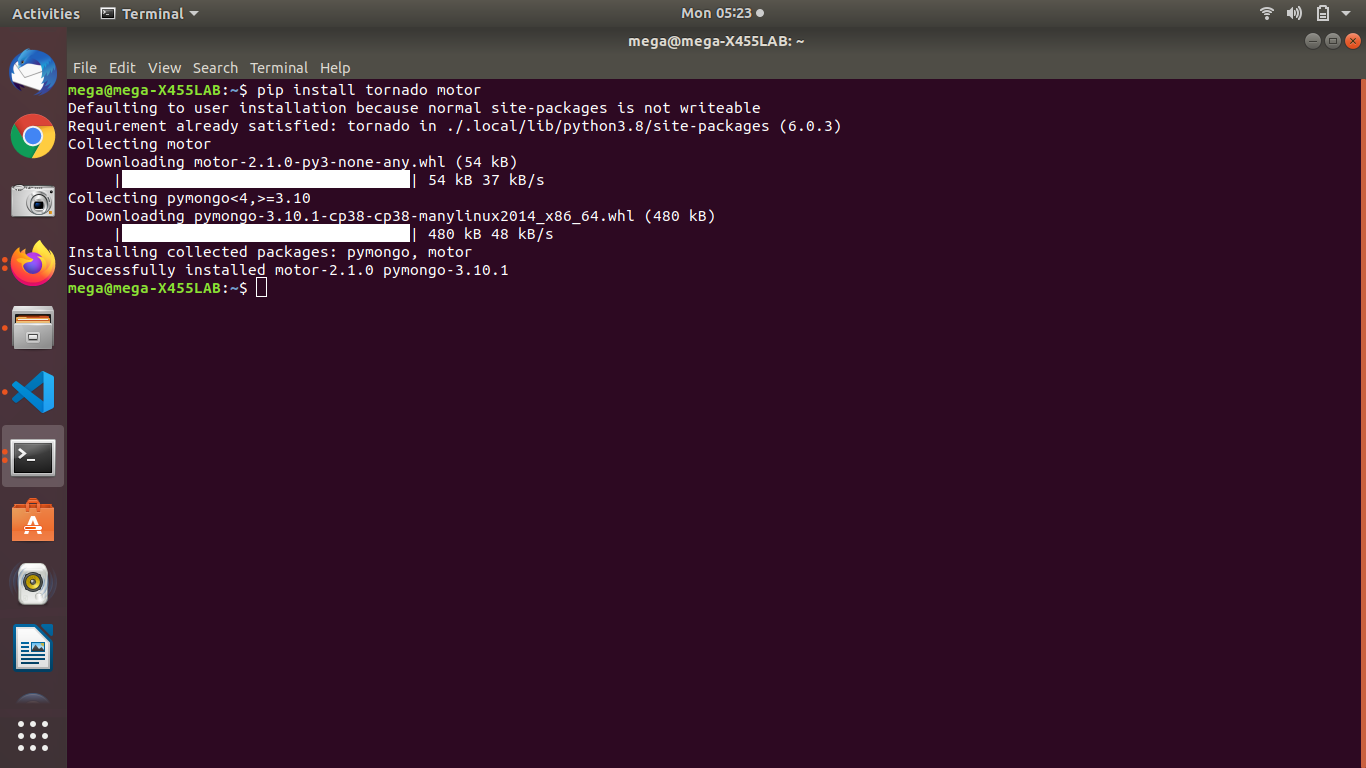 Activities Terminal Mon 05:23
mega@mega-X455LAB: ~
File Edit View Search Terminal Help
mega@mega-X455LAB:~$ pip install tornado motor
Defaulting to user installation because normal site-packages is not writeable
Requirement already satisfied: tornado in ./.local/lib/python3.8/site-packages (6.0.3)
Collecting motor
  Downloading motor-2.1.0-py3-none-any.whl (54 kB)
     | | 54 kB 37 kB/s
Collecting pymongo<4,>=3.10
  Downloading pymongo-3.10.1-cp38-cp38-manylinux2014_x86_64.whl (480 kB)
     | | 480 kB 48 kB/s
Installing collected packages: pymongo, motor
Successfully installed motor-2.1.0 pymongo-3.10.1
mega@mega-X455LAB:~$